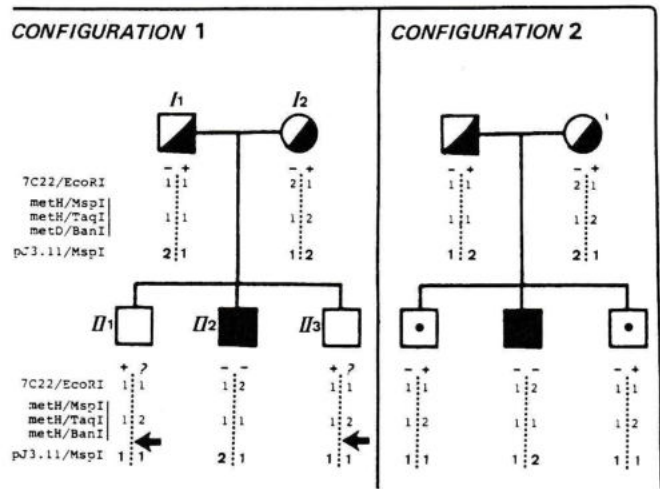 CONFIGURATION 1
I1 I2
− + − +
7C22/EcoRI 1 1 2 1
metH/MspI
metH/TaqI 1 1 1 2
metD/BanI
pJ3.11/MspI 2 1 1 2
II1 II2 II3
+ ? − − + ?
7C22/EcoRI 1 1 1 2 1 1
metH/MspI
metH/TaqI 1 2 1 1 1 2
metH/BanI
pJ3.11/MspI 1 1 2 1 1 1
CONFIGURATION 2
− + − +
1 1 2 1
1 1 1 2
1 2 2 1
− + − − − +
1 1 1 2 1 1
1 2 1 1 1 2
1 1 1 2 1 1